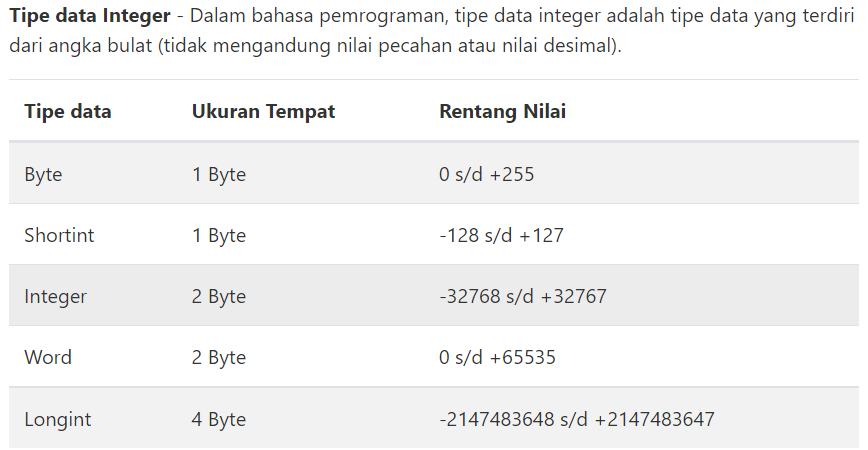 Tipe data Integer - Dalam bahasa pemrograman, tipe data integer adalah tipe data yang terdiri
dari angka bulat (tidak mengandung nilai pecahan atau nilai desimal).
Tipe data Ukuran Tempat Rentang Nilai
Byte 1 Byte 0 s/d +255
Shortint 1 Byte -128 s/d +127
Integer 2 Byte -32768 s/d +32767
Word 2 Byte 0 s/d +65535
Longint 4 Byte -2147483648 s/d +2147483647